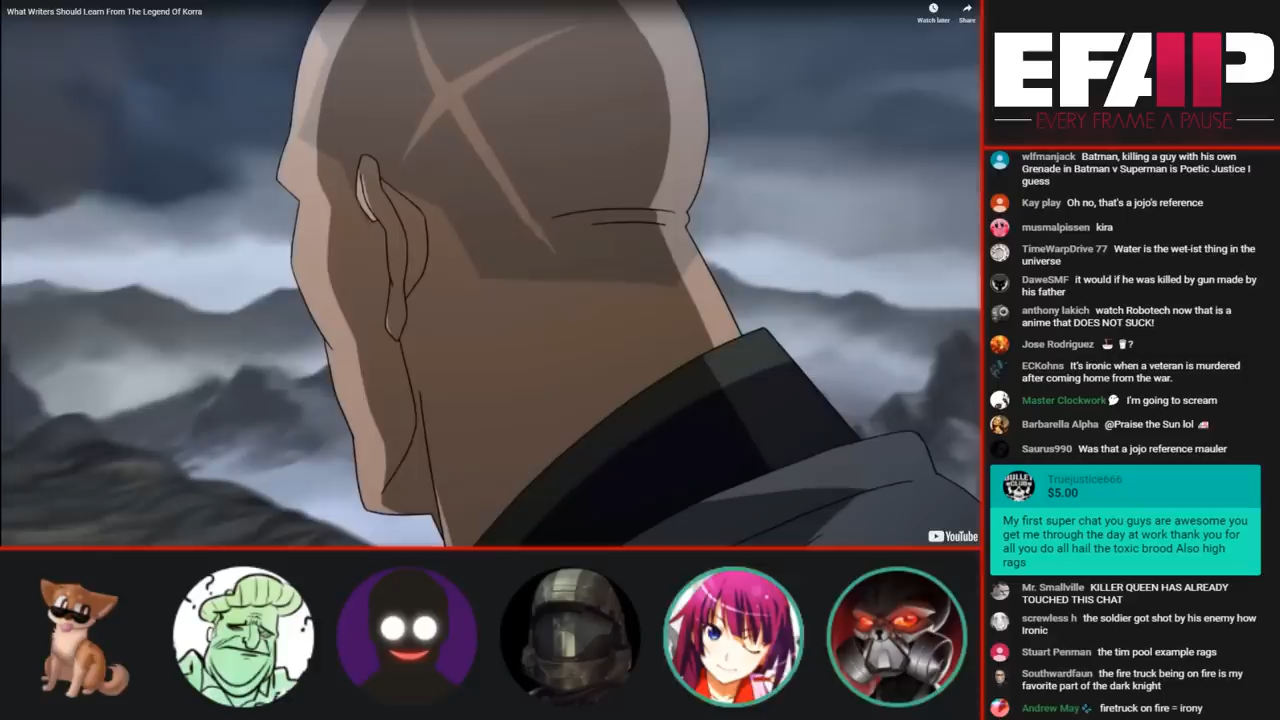 What Writers Should Learn From The Legend Of Korra
Watch later
Share
YouTube
EFAP
EVERY FRAME A PAUSE
wlfmanjack Batman, killing a guy with his own
Grenade in Batman v Superman is Poetic Justice I
guess
Kay play Oh no, that's a jojo's reference
musmalpissen kira
TimeWarpDrive 77 Water is the wet-ist thing in the
universe
DaweSMF it would if he was killed by gun made by
his father
anthony lakich watch Robotech now that is a
anime that DOES NOT SUCK!
Jose Rodriguez ?
ECKohns It's ironic when a veteran is murdered
after coming home from the war.
Master Clockwork I'm going to scream
Barbarella Alpha @Praise the Sun lol
Saurus990 Was that a jojo reference mauler
BULLET
CLUB
Truejustice666
$5.00
My first super chat you guys are awesome you
get me through the day at work thank you for
all you do all hail the toxic brood Also high
rags
Mr. Smallville KILLER QUEEN HAS ALREADY
TOUCHED THIS CHAT
screwless h the soldier got shot by his enemy how
Ironic
Stuart Penman the tim pool example rags
Southwardfaun the fire truck being on fire is my
favorite part of the dark knight
Andrew May firetruck on fire = irony